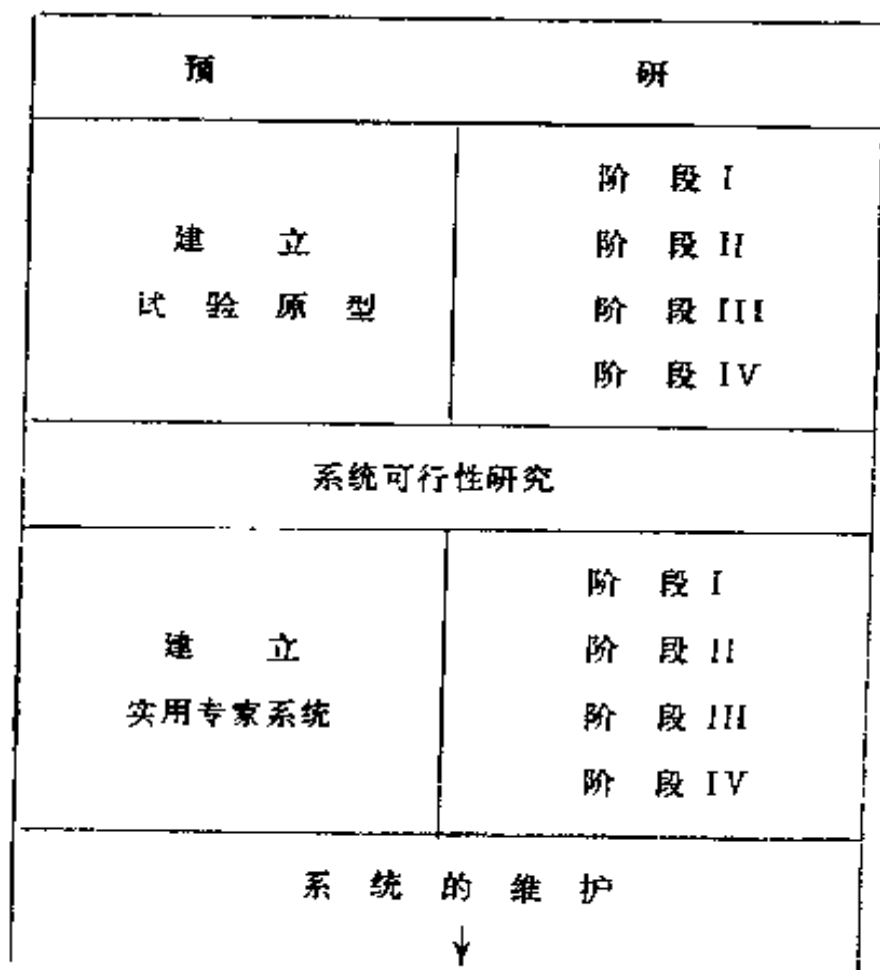 预 研
建 立
试 验 原 型
阶 段 I
阶 段 II
阶 段 III
阶 段 IV
系统可行性研究
建 立
实用专家系统
阶 段 I
阶 段 II
阶 段 III
阶 段 IV
系 统 的 维 护